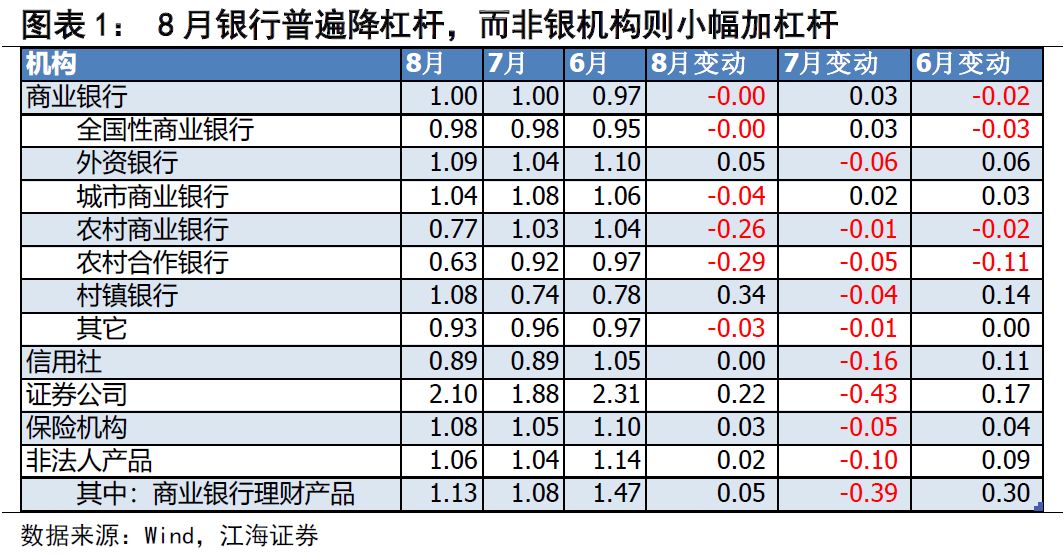 图表 1： 8 月银行普遍降杠杆，而非银机构则小幅加杠杆
机构 8月 7月 6月 8月变动 7月变动 6月变动
商业银行 1.00 1.00 0.97 -0.00 0.03 -0.02
全国性商业银行 0.98 0.98 0.95 -0.00 0.03 -0.03
外资银行 1.09 1.04 1.10 0.05 -0.06 0.06
城市商业银行 1.04 1.08 1.06 -0.04 0.02 0.03
农村商业银行 0.77 1.03 1.04 -0.26 -0.01 -0.02
农村合作银行 0.63 0.92 0.97 -0.29 -0.05 -0.11
村镇银行 1.08 0.74 0.78 0.34 -0.04 0.14
其它 0.93 0.96 0.97 -0.03 -0.01 0.00
信用社 0.89 0.89 1.05 0.00 -0.16 0.11
证券公司 2.10 1.88 2.31 0.22 -0.43 0.17
保险机构 1.08 1.05 1.10 0.03 -0.05 0.04
非法人产品 1.06 1.04 1.14 0.02 -0.10 0.09
其中：商业银行理财产品 1.13 1.08 1.47 0.05 -0.39 0.30
数据来源：Wind，江海证券